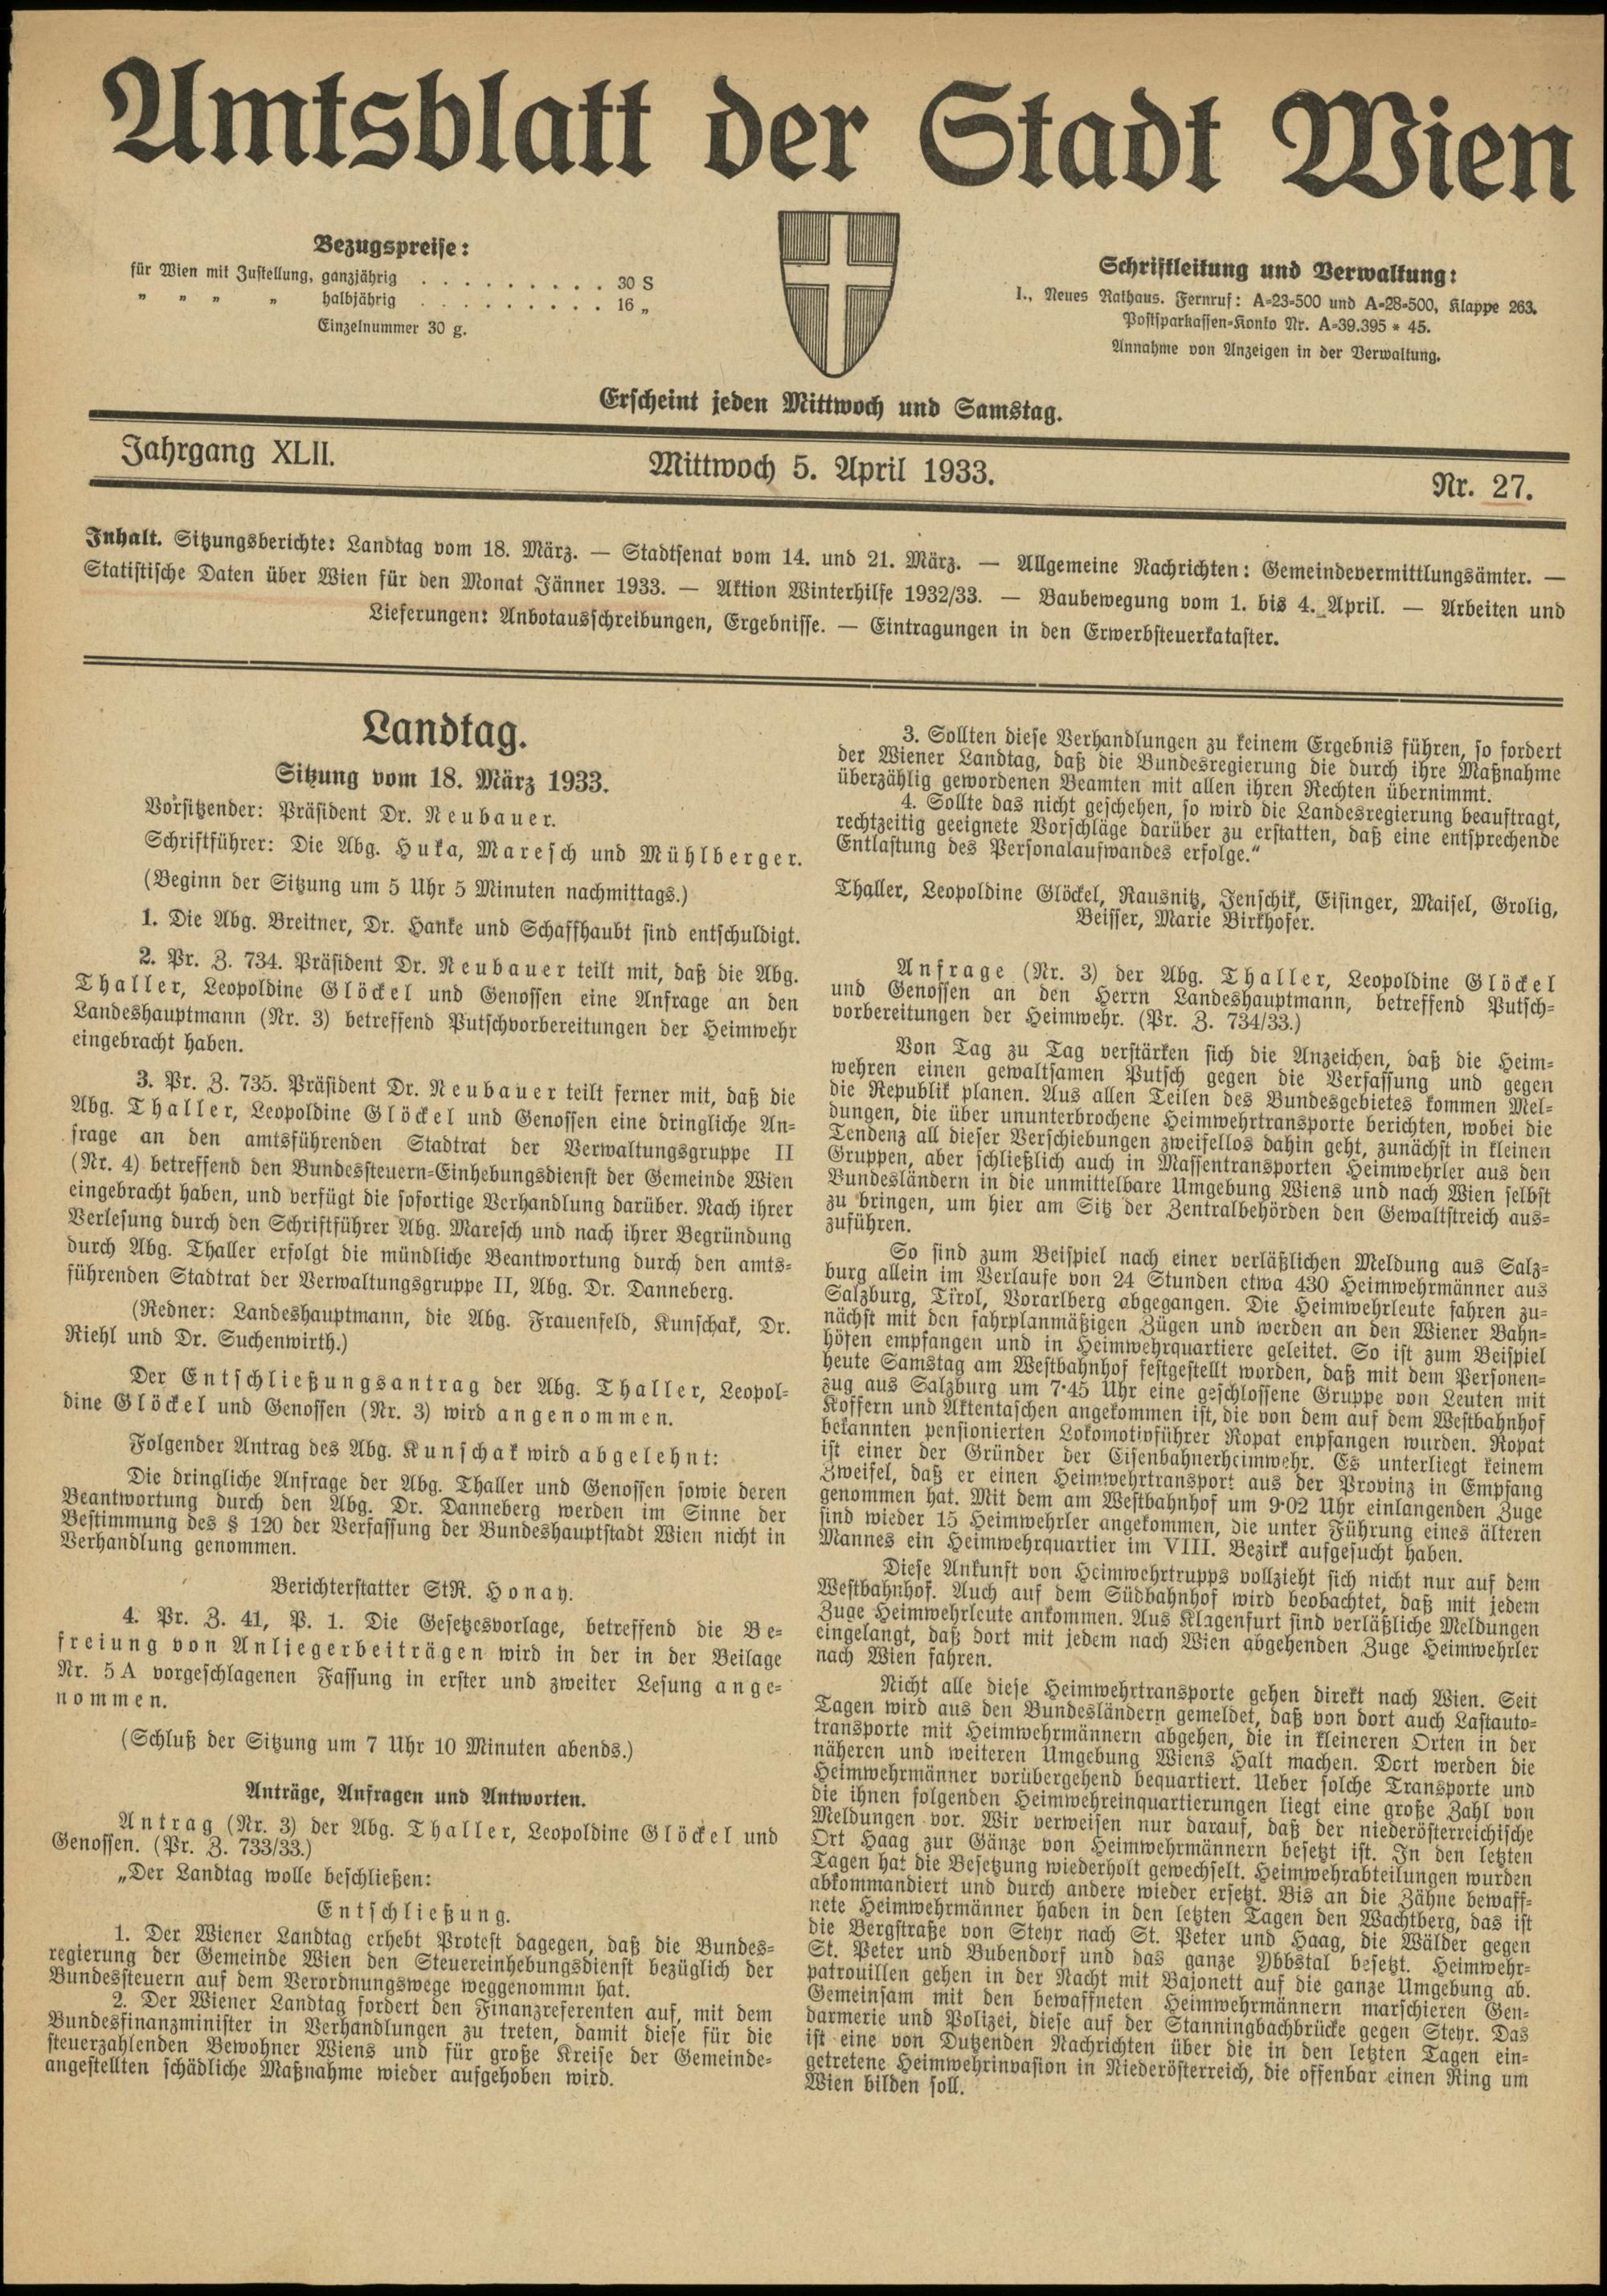 Amtsblatt der Stadt Wien
Bezugspreise:
für Wien mit Zustellung, ganzjährig . . . . . . . . . 30 S
„ „ „ „ halbjährig . . . . . . . . . 16 „
Einzelnummer 30 g.
Schriftleitung und Verwaltung:
I., Neues Rathaus. Fernruf: A-23-500 und A-28-500, Klappe 263.
Postsparkassen-Konto Nr. A-39.395 * 45.
Annahme von Anzeigen in der Verwaltung.
Erscheint jeden Mittwoch und Samstag.
Jahrgang XLII.
Mittwoch 5. April 1933.
Nr. 27.
Inhalt. Sitzungsberichte: Landtag vom 18. März. — Stadtsenat vom 14. und 21. März. — Allgemeine Nachrichten: Gemeindevermittlungsämter. —
Statistische Daten über Wien für den Monat Jänner 1933. — Aktion Winterhilfe 1932/33. — Baubewegung vom 1. bis 4. April. — Arbeiten und
Lieferungen: Anbotausschreibungen, Ergebnisse. — Eintragungen in den Erwerbsteuerkataster.
Landtag.
Sitzung vom 18. März 1933.
Vorsitzender: Präsident Dr. Neubauer.
Schriftführer: Die Abg. Huka, Maresch und Mühlberger.
(Beginn der Sitzung um 5 Uhr 5 Minuten nachmittags.)
1. Die Abg. Breitner, Dr. Hanke und Schaffhaubt sind entschuldigt.
2. Pr. Z. 734. Präsident Dr. Neubauer teilt mit, daß die Abg.
Thaller, Leopoldine Glöckel und Genossen eine Anfrage an den
Landeshauptmann (Nr. 3) betreffend Putschvorbereitungen der Heimwehr
eingebracht haben.
3. Pr. Z. 735. Präsident Dr. Neubauer teilt ferner mit, daß die
Abg. Thaller, Leopoldine Glöckel und Genossen eine dringliche An-
frage an den amtsführenden Stadtrat der Verwaltungsgruppe II
(Nr. 4) betreffend den Bundessteuern-Einhebungsdienst der Gemeinde Wien
eingebracht haben, und verfügt die sofortige Verhandlung darüber. Nach ihrer
Verlesung durch den Schriftführer Abg. Maresch und nach ihrer Begründung
durch Abg. Thaller erfolgt die mündliche Beantwortung durch den amts-
führenden Stadtrat der Verwaltungsgruppe II, Abg. Dr. Danneberg.
(Redner: Landeshauptmann, die Abg. Frauenfeld, Kunschak, Dr.
Riehl und Dr. Suchenwirth.)
Der Entschließungsantrag der Abg. Thaller, Leopol-
dine Glöckel und Genossen (Nr. 3) wird angenommen.
Folgender Antrag des Abg. Kunschak wird abgelehnt:
Die dringliche Anfrage der Abg. Thaller und Genossen sowie deren
Beantwortung durch den Abg. Dr. Danneberg werden im Sinne der
Bestimmung des § 120 der Verfassung der Bundeshauptstadt Wien nicht in
Verhandlung genommen.
Berichterstatter StR. Honay.
4. Pr. Z. 41, P. 1. Die Gesetzesvorlage, betreffend die Be-
freiung von Anliegerbeiträgen wird in der in der Beilage
Nr. 5 A vorgeschlagenen Fassung in erster und zweiter Lesung ange-
nommen.
(Schluß der Sitzung um 7 Uhr 10 Minuten abends.)
Anträge, Anfragen und Antworten.
Antrag (Nr. 3) der Abg. Thaller, Leopoldine Glöckel und
Genossen. (Pr. Z. 733/33.)
„Der Landtag wolle beschließen:
Entschließung.
1. Der Wiener Landtag erhebt Protest dagegen, daß die Bundes-
regierung der Gemeinde Wien den Steuereinhebungsdienst bezüglich der
Bundessteuern auf dem Verordnungswege weggenommn hat.
2. Der Wiener Landtag fordert den Finanzreferenten auf, mit dem
Bundesfinanzminister in Verhandlungen zu treten, damit diese für die
steuerzahlenden Bewohner Wiens und für große Kreise der Gemeinde-
angestellten schädliche Maßnahme wieder aufgehoben wird.
3. Sollten diese Verhandlungen zu keinem Ergebnis führen, so fordert
der Wiener Landtag, daß die Bundesregierung die durch ihre Maßnahme
überzählig gewordenen Beamten mit allen ihren Rechten übernimmt.
4. Sollte das nicht geschehen, so wird die Landesregierung beauftragt,
rechtzeitig geeignete Vorschläge darüber zu erstatten, daß eine entsprechende
Entlastung des Personalaufwandes erfolge.“
Thaller, Leopoldine Glöckel, Rausnitz, Jenschik, Eisinger, Maisel, Grolig,
Beisser, Marie Birkhofer.
Anfrage (Nr. 3) der Abg. Thaller, Leopoldine Glöckel
und Genossen an den Herrn Landeshauptmann, betreffend Putsch-
vorbereitungen der Heimwehr. (Pr. Z. 734/33.)
Von Tag zu Tag verstärken sich die Anzeichen, daß die Heim-
wehren einen gewaltsamen Putsch gegen die Verfassung und gegen
die Republik planen. Aus allen Teilen des Bundesgebietes kommen Mel-
dungen, die über ununterbrochene Heimwehrtransporte berichten, wobei die
Tendenz all dieser Verschiebungen zweifellos dahin geht, zunächst in kleinen
Gruppen, aber schließlich auch in Massentransporten Heimwehrler aus den
Bundesländern in die unmittelbare Umgebung Wiens und nach Wien selbst
zu bringen, um hier am Sitz der Zentralbehörden den Gewaltstreich aus-
zuführen.
So sind zum Beispiel nach einer verläßlichen Meldung aus Salz-
burg allein im Verlaufe von 24 Stunden etwa 430 Heimwehrmänner aus
Salzburg, Tirol, Vorarlberg abgegangen. Die Heimwehrleute fahren zu-
nächst mit den fahrplanmäßigen Zügen und werden an den Wiener Bahn-
höfen empfangen und in Heimwehrquartiere geleitet. So ist zum Beispiel
heute Samstag am Westbahnhof festgestellt worden, daß mit dem Personen-
zug aus Salzburg um 7·45 Uhr eine geschlossene Gruppe von Leuten mit
Koffern und Aktentaschen angekommen ist, die von dem auf dem Westbahnhof
bekannten pensionierten Lokomotivführer Ropat enpfangen wurden. Ropat
ist einer der Gründer der Eisenbahnerheimwehr. Es unterliegt keinem
Zweifel, daß er einen Heimwehrtransport aus der Provinz in Empfang
genommen hat. Mit dem am Westbahnhof um 9·02 Uhr einlangenden Zuge
sind wieder 15 Heimwehrler angekommen, die unter Führung eines älteren
Mannes ein Heimwehrquartier im VIII. Bezirk aufgesucht haben.
Diese Ankunft von Heimwehrtrupps vollzieht sich nicht nur auf dem
Westbahnhof. Auch auf dem Südbahnhof wird beobachtet, daß mit jedem
Zuge Heimwehrleute ankommen. Aus Klagenfurt sind verläßliche Meldungen
eingelangt, daß dort mit jedem nach Wien abgehenden Zuge Heimwehrler
nach Wien fahren.
Nicht alle diese Heimwehrtransporte gehen direkt nach Wien. Seit
Tagen wird aus den Bundesländern gemeldet, daß von dort auch Lastauto-
transporte mit Heimwehrmännern abgehen, die in kleineren Orten in der
näheren und weiteren Umgebung Wiens Halt machen. Dort werden die
Heimwehrmänner vorübergehend bequartiert. Ueber solche Transporte und
die ihnen folgenden Heimwehreinquartierungen liegt eine große Zahl von
Meldungen vor. Wir verweisen nur darauf, daß der niederösterreichische
Ort Haag zur Gänze von Heimwehrmännern besetzt ist. In den letzten
Tagen hat die Besetzung wiederholt gewechselt. Heimwehrabteilungen wurden
abkommandiert und durch andere wieder ersetzt. Bis an die Zähne bewaff-
nete Heimwehrmänner haben in den letzten Tagen den Wachtberg, das ist
die Bergstraße von Steyr nach St. Peter und Haag, die Wälder gegen
St. Peter und Bubendorf und das ganze Ybbstal besetzt. Heimwehr-
patrouillen gehen in der Nacht mit Bajonett auf die ganze Umgebung ab.
Gemeinsam mit den bewaffneten Heimwehrmännern marschieren Gen-
darmerie und Polizei, diese auf der Stanningbachbrücke gegen Steyr. Das
ist eine von Dutzenden Nachrichten über die in den letzten Tagen ein-
getretene Heimwehrinvasion in Niederösterreich, die offenbar einen Ring um
Wien bilden soll.